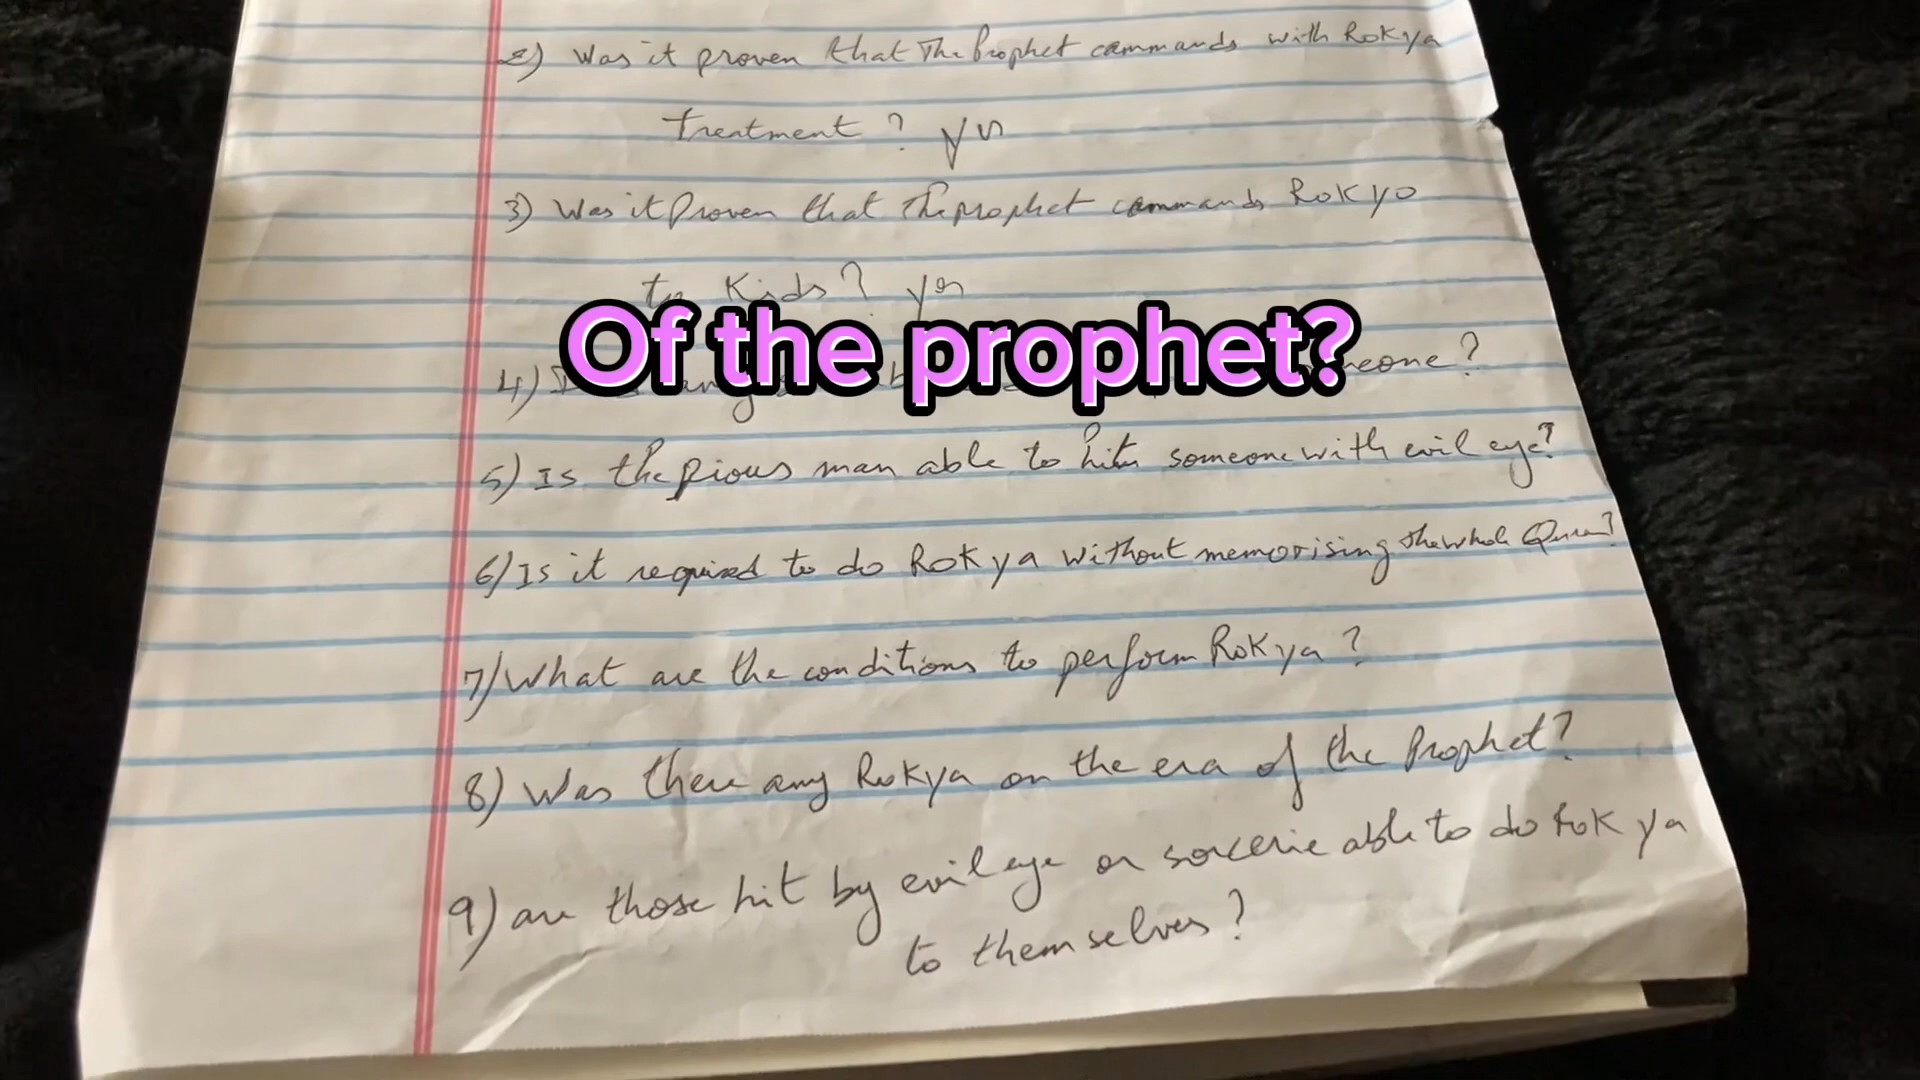 2) Was it proven that The Prophet commands with Rokya
Treatment? yes
3) Was it Proven that The prophet commands Rokyo
to Kids? yes
Of the prophet?
4)
5) Is the pious man able to hit someone with evil eye?
6) Is it required to do Rokya without memorising the whole Quran?
7) What are the conditions to perform Rokya?
8) Was there any Rokya on the era of the Prophet?
9) are those hit by evil eye or sorcerie able to do Rokya
to themselves?